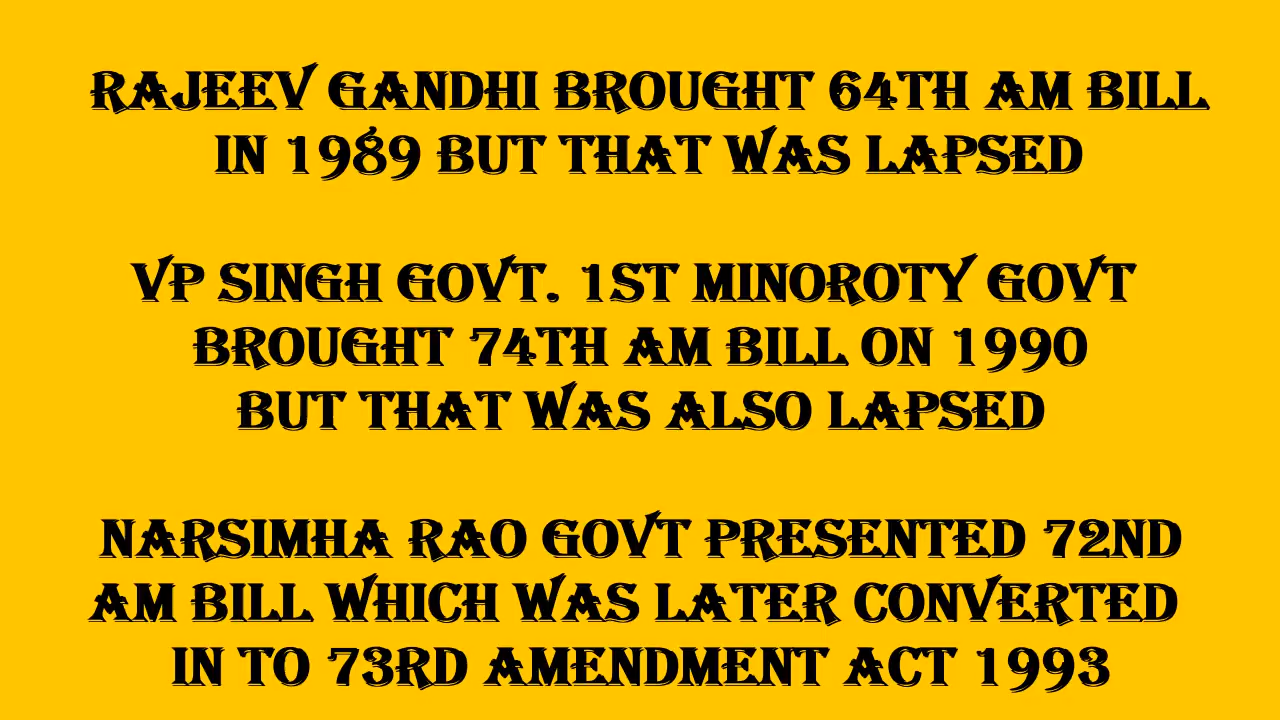 RAJEEV GANDHI BROUGHT 64TH AM BILL
IN 1989 BUT THAT WAS LAPSED
VP SINGH GOVT. 1ST MINOROTY GOVT
BROUGHT 74TH AM BILL ON 1990
BUT THAT WAS ALSO LAPSED
NARSIMHA RAO GOVT PRESENTED 72ND
AM BILL WHICH WAS LATER CONVERTED
IN TO 73RD AMENDMENT ACT 1993